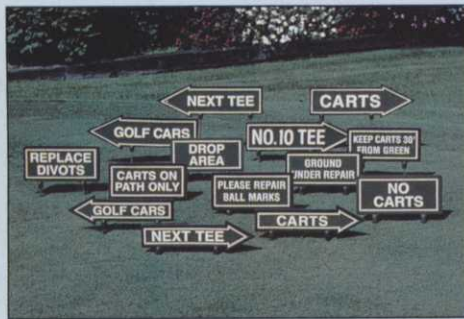 NEXT TEE
CARTS
GOLF CARS
NO.10 TEE
KEEP CARTS 30'
FROM GREEN
DROP
AREA
REPLACE
DIVOTS
GROUND
UNDER REPAIR
CARTS ON
PATH ONLY
PLEASE REPAIR
BALL MARKS
NO
CARTS
GOLF CARS
CARTS
NEXT TEE